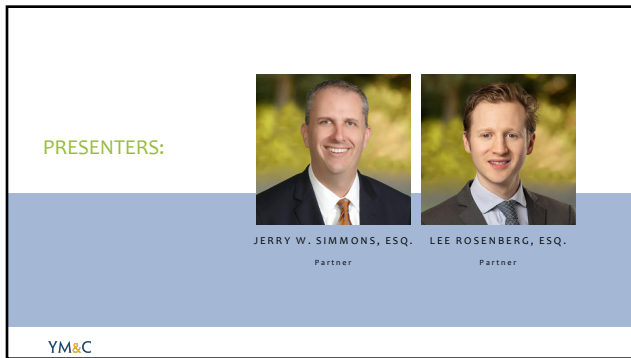 PRESENTERS:
JERRY W. SIMMONS, ESQ.
Partner
LEE ROSENBERG, ESQ.
Partner
YM&C